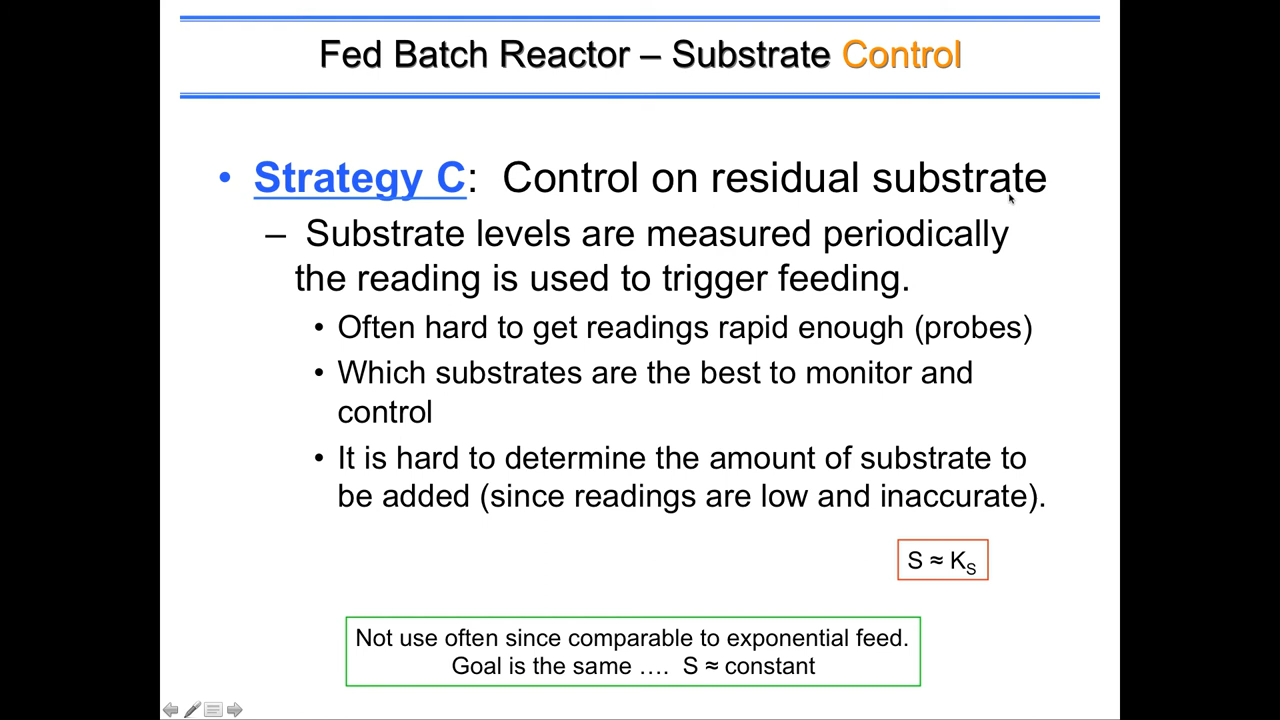 Fed Batch Reactor – Substrate Control
• Strategy C: Control on residual substrate
– Substrate levels are measured periodically
the reading is used to trigger feeding.
• Often hard to get readings rapid enough (probes)
• Which substrates are the best to monitor and
control
• It is hard to determine the amount of substrate to
be added (since readings are low and inaccurate).
S ≈ KS
Not use often since comparable to exponential feed.
Goal is the same …. S ≈ constant